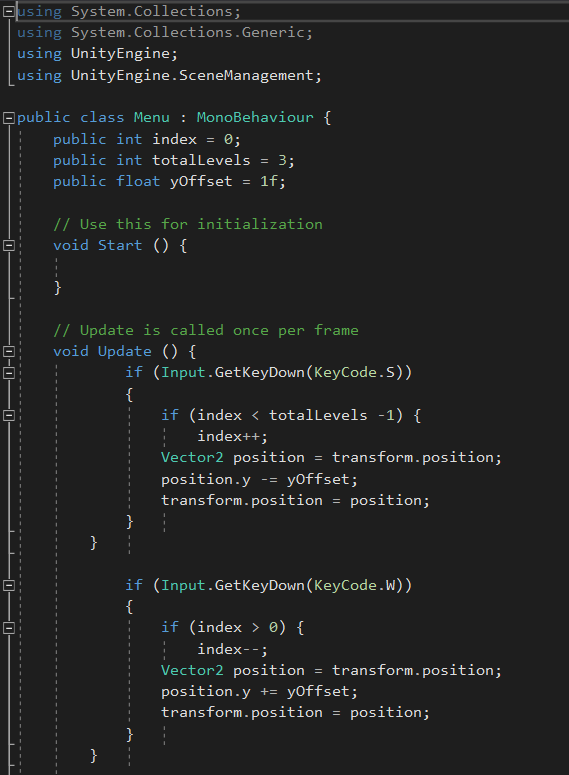 using System.Collections;
using System.Collections.Generic;
using UnityEngine;
using UnityEngine.SceneManagement;

public class Menu : MonoBehaviour {
    public int index = 0;
    public int totalLevels = 3;
    public float yOffset = 1f;

    // Use this for initialization
    void Start () {

    }

    // Update is called once per frame
    void Update () {
            if (Input.GetKeyDown(KeyCode.S))
            {
                if (index < totalLevels -1) {
                    index++;
                Vector2 position = transform.position;
                position.y -= yOffset;
                transform.position = position;
            }
        }

            if (Input.GetKeyDown(KeyCode.W))
            {
                if (index > 0) {
                    index--;
                Vector2 position = transform.position;
                position.y += yOffset;
                transform.position = position;
            }
        }